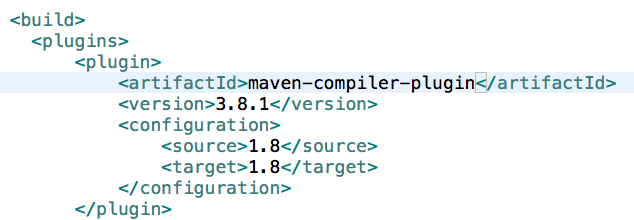 <build>
<plugins>
<plugin>
<artifactId>maven-compiler-plugin</artifactId>
<version>3.8.1</version>
<configuration>
<source>1.8</source>
<target>1.8</target>
</configuration>
</plugin>